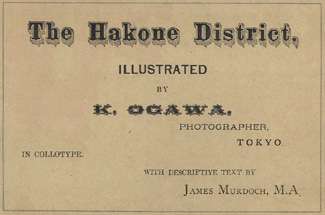 The Hakone District,
ILLUSTRATED
BY
K. OGAWA,
PHOTOGRAPHER,
TOKYO
IN COLLOTYPE.
WITH DESCRIPTIVE TEXT BY
JAMES MURDOCH, M.A